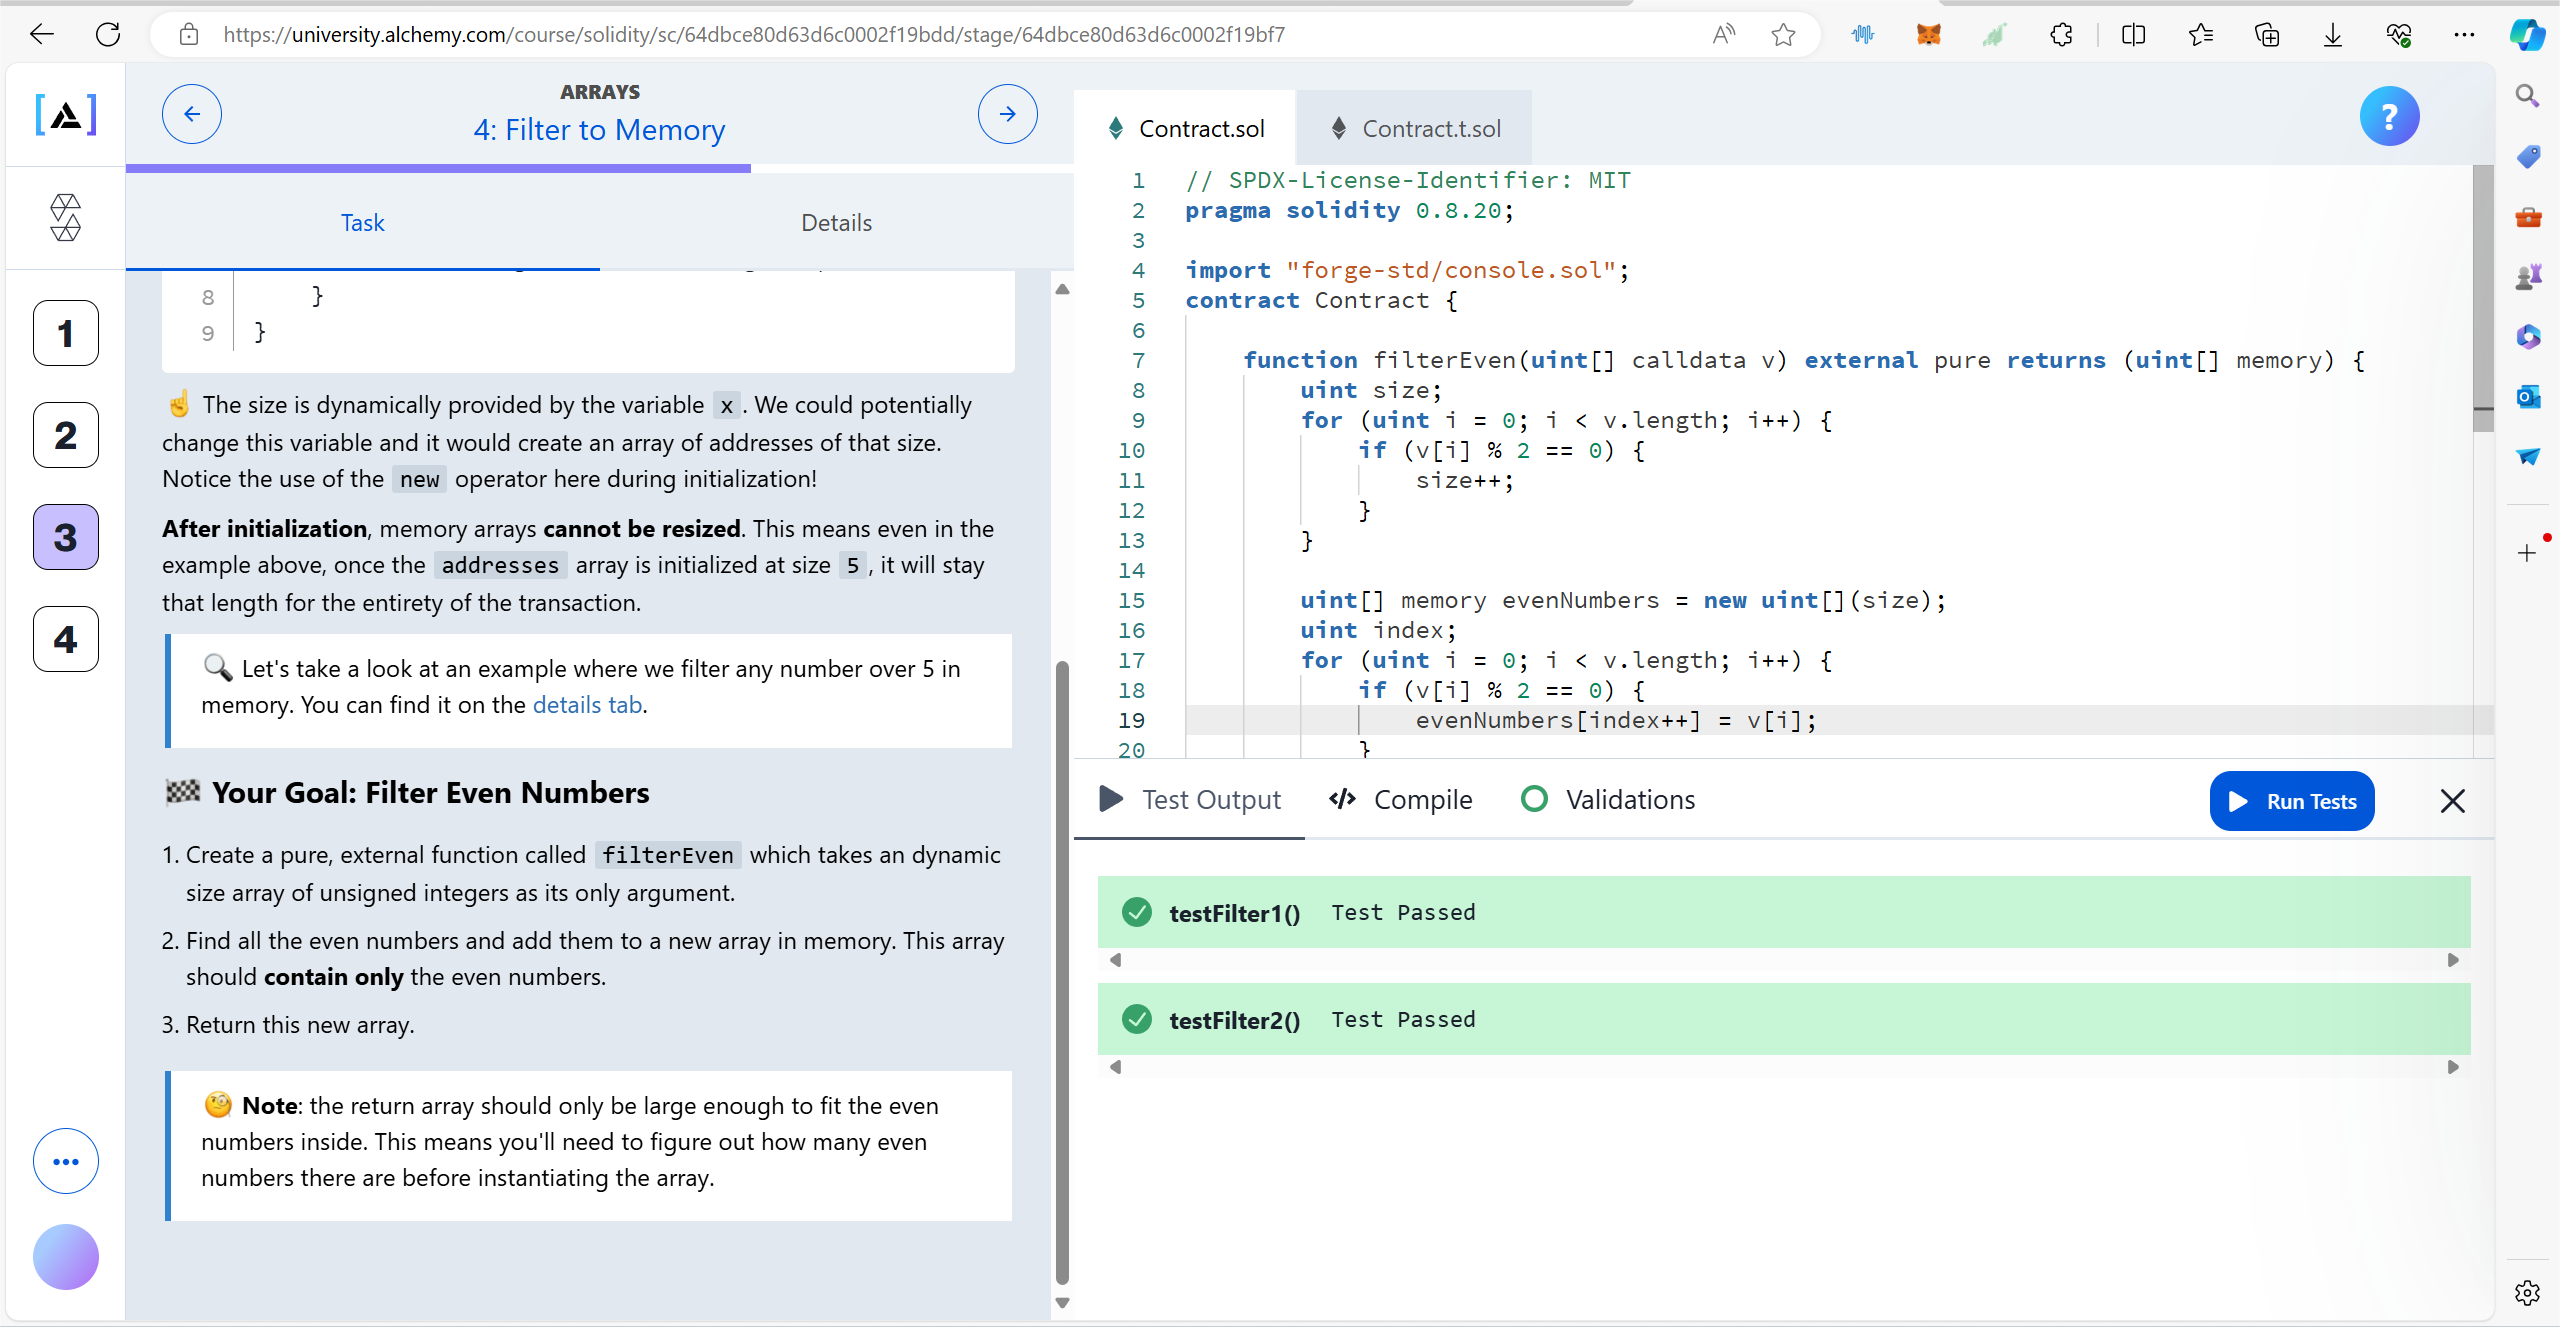 https://university.alchemy.com/course/solidity/sc/64dbce80d63d6c0002f19bdd/stage/64dbce80d63d6c0002f19bf7
ARRAYS
4: Filter to Memory
Task
Details
1
2
3
4
8 }
9 }
☝️ The size is dynamically provided by the variable x. We could potentially
change this variable and it would create an array of addresses of that size.
Notice the use of the new operator here during initialization!
After initialization, memory arrays cannot be resized. This means even in the
example above, once the addresses array is initialized at size 5, it will stay
that length for the entirety of the transaction.
🔍 Let's take a look at an example where we filter any number over 5 in
memory. You can find it on the details tab.
🏁 Your Goal: Filter Even Numbers
1. Create a pure, external function called filterEven which takes an dynamic
size array of unsigned integers as its only argument.
2. Find all the even numbers and add them to a new array in memory. This array
should contain only the even numbers.
3. Return this new array.
🧐 Note: the return array should only be large enough to fit the even
numbers inside. This means you'll need to figure out how many even
numbers there are before instantiating the array.
Contract.sol
Contract.t.sol
?
1 // SPDX-License-Identifier: MIT
2 pragma solidity 0.8.20;
3
4 import "forge-std/console.sol";
5 contract Contract {
6
7 function filterEven(uint[] calldata v) external pure returns (uint[] memory) {
8 uint size;
9 for (uint i = 0; i < v.length; i++) {
10 if (v[i] % 2 == 0) {
11 size++;
12 }
13 }
14
15 uint[] memory evenNumbers = new uint[](size);
16 uint index;
17 for (uint i = 0; i < v.length; i++) {
18 if (v[i] % 2 == 0) {
19 evenNumbers[index++] = v[i];
20 }
Test Output
Compile
Validations
Run Tests
testFilter1() Test Passed
testFilter2() Test Passed